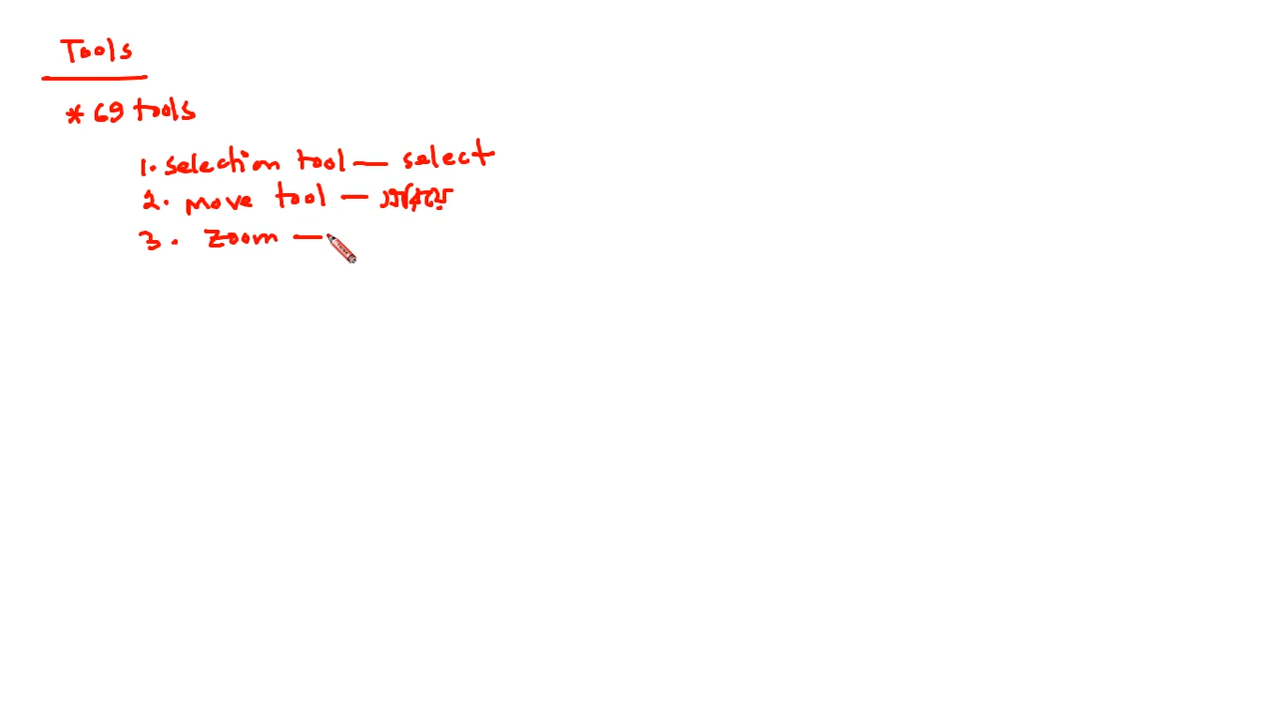 Tools
* 69 tools
1. Selection tool — select
2. move tool —
3. Zoom —